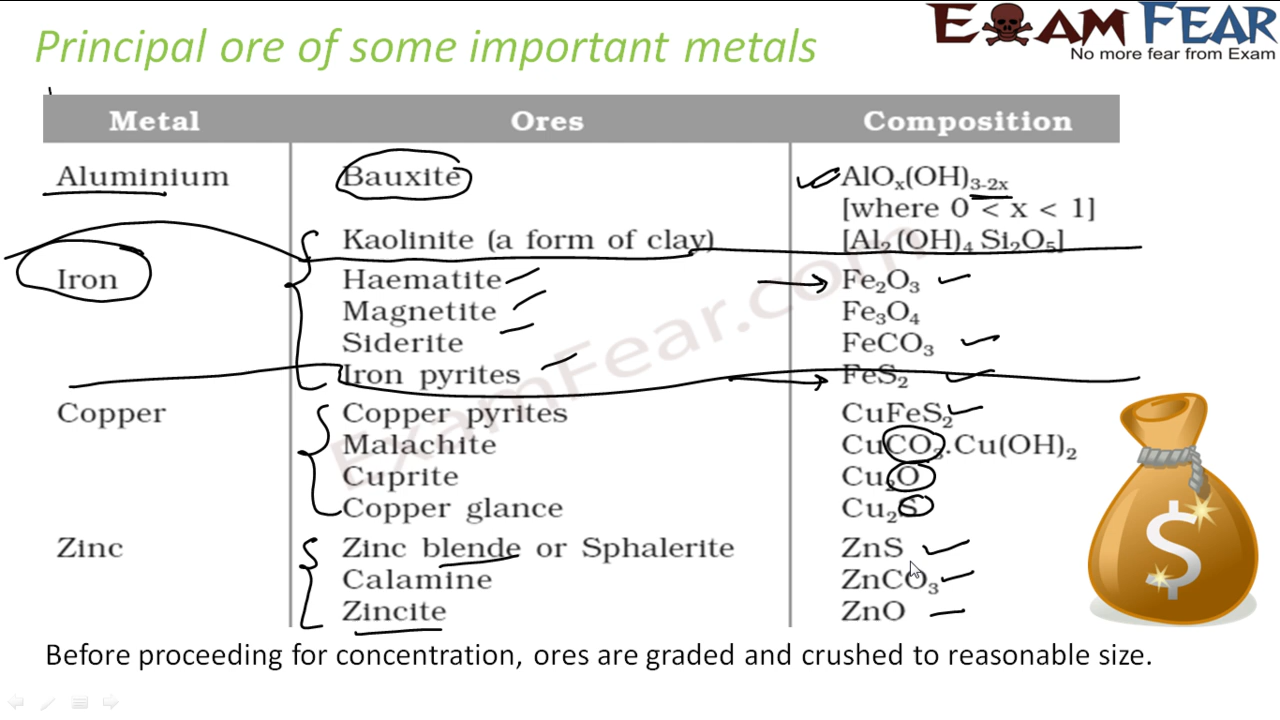 Principal ore of some important metals
EXAM FEAR
No more fear from Exam
Metal Ores Composition
Aluminium Bauxite AlOₓ(OH)₃₋₂ₓ
[where 0 < x < 1]
Kaolinite (a form of clay) [Al₂(OH)₄ Si₂O₅]
Iron Haematite Fe₂O₃
Magnetite Fe₃O₄
Siderite FeCO₃
Iron pyrites FeS₂
Copper Copper pyrites CuFeS₂
Malachite CuCO₃.Cu(OH)₂
Cuprite Cu₂O
Copper glance Cu₂S
Zinc Zinc blende or Sphalerite ZnS
Calamine ZnCO₃
Zincite ZnO
ExamFear.com
$
Before proceeding for concentration, ores are graded and crushed to reasonable size.